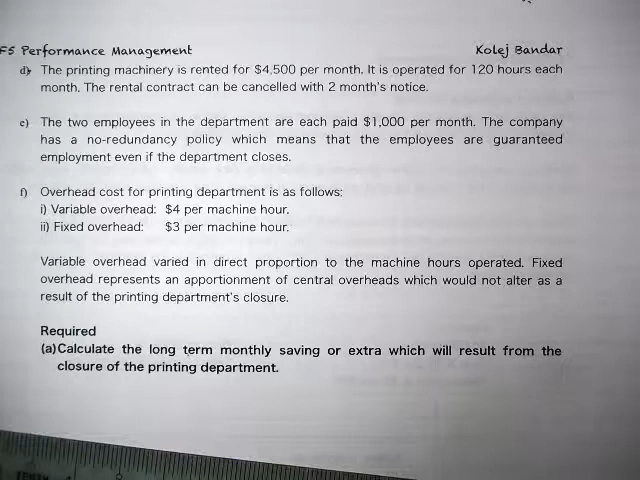 F5 Performance Management Kolej Bandar
d) The printing machinery is rented for $4,500 per month. It is operated for 120 hours each
month. The rental contract can be cancelled with 2 month's notice.
e) The two employees in the department are each paid $1,000 per month. The company
has a no-redundancy policy which means that the employees are guaranteed
employment even if the department closes.
f) Overhead cost for printing department is as follows:
i) Variable overhead: $4 per machine hour.
ii) Fixed overhead: $3 per machine hour.
Variable overhead varied in direct proportion to the machine hours operated. Fixed
overhead represents an apportionment of central overheads which would not alter as a
result of the printing department's closure.
Required
(a)Calculate the long term monthly saving or extra which will result from the
closure of the printing department.